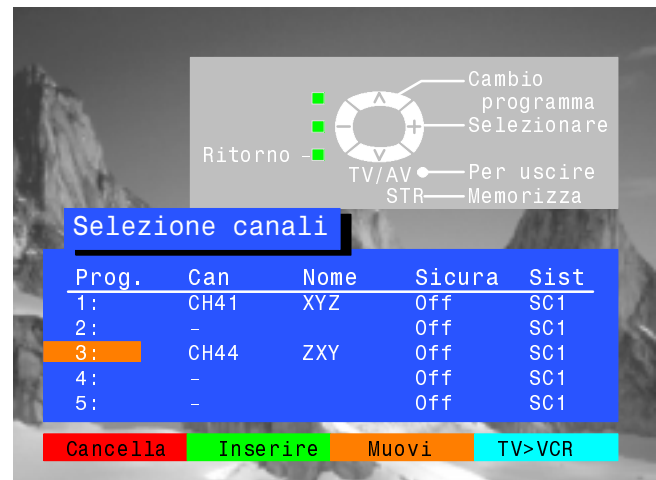 Cambio
programma
Selezionare
Ritorno
TV/AV Per uscire
STR Memorizza
Selezione canali
Prog. Can Nome Sicura Sist
1: CH41 XYZ Off SC1
2: – Off SC1
3: CH44 ZXY Off SC1
4: – Off SC1
5: – Off SC1
Cancella Inserire Muovi TV>VCR